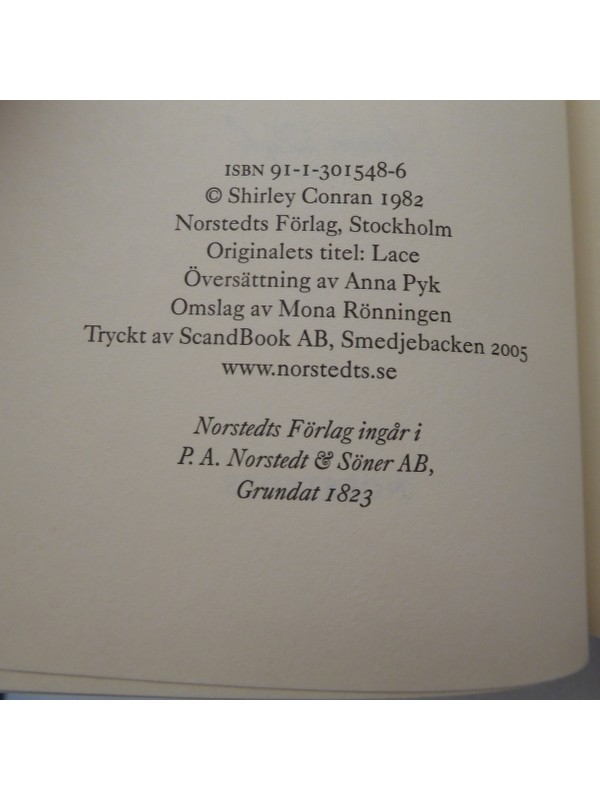 ISBN 91-1-301548-6
© Shirley Conran 1982
Norstedts Förlag, Stockholm
Originalets titel: Lace
Översättning av Anna Pyk
Omslag av Mona Rönningen
Tryckt av ScandBook AB, Smedjebacken 2005
www.norstedts.se
Norstedts Förlag ingår i
P. A. Norstedt & Söner AB,
Grundat 1823